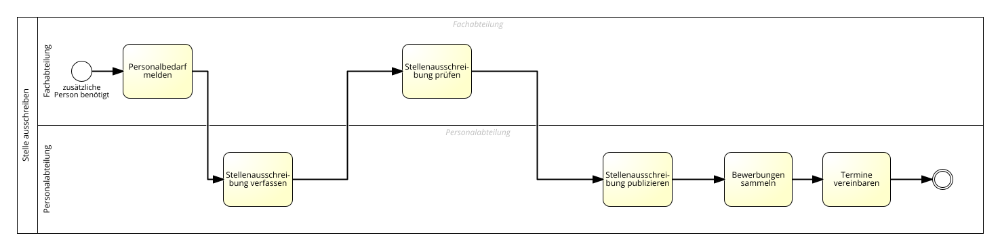 Stelle ausschreiben
Fachabteilung
Fachabteilung
zusätzliche
Person benötigt
Personalbedarf
melden
Stellenausschrei-
bung prüfen
Personalabteilung
Personalabteilung
Stellenausschrei-
bung verfassen
Stellenausschrei-
bung publizieren
Bewerbungen
sammeln
Termine
vereinbaren